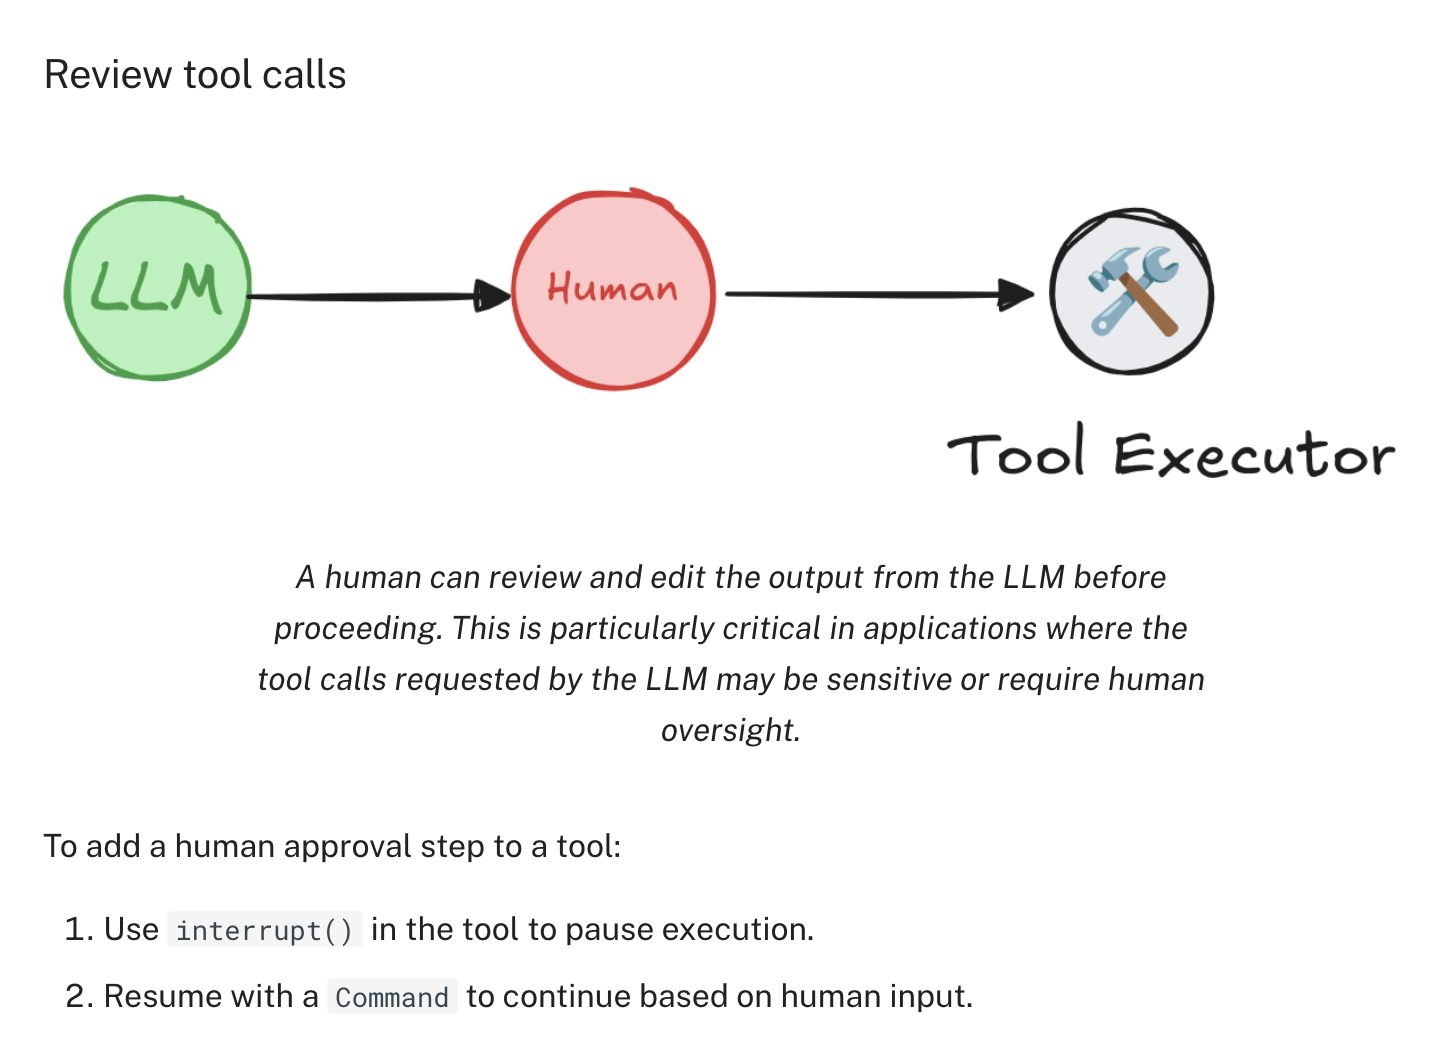 Review tool calls
LLM
Human
Tool Executor
A human can review and edit the output from the LLM before
proceeding. This is particularly critical in applications where the
tool calls requested by the LLM may be sensitive or require human
oversight.
To add a human approval step to a tool:
1. Use interrupt() in the tool to pause execution.
2. Resume with a Command to continue based on human input.